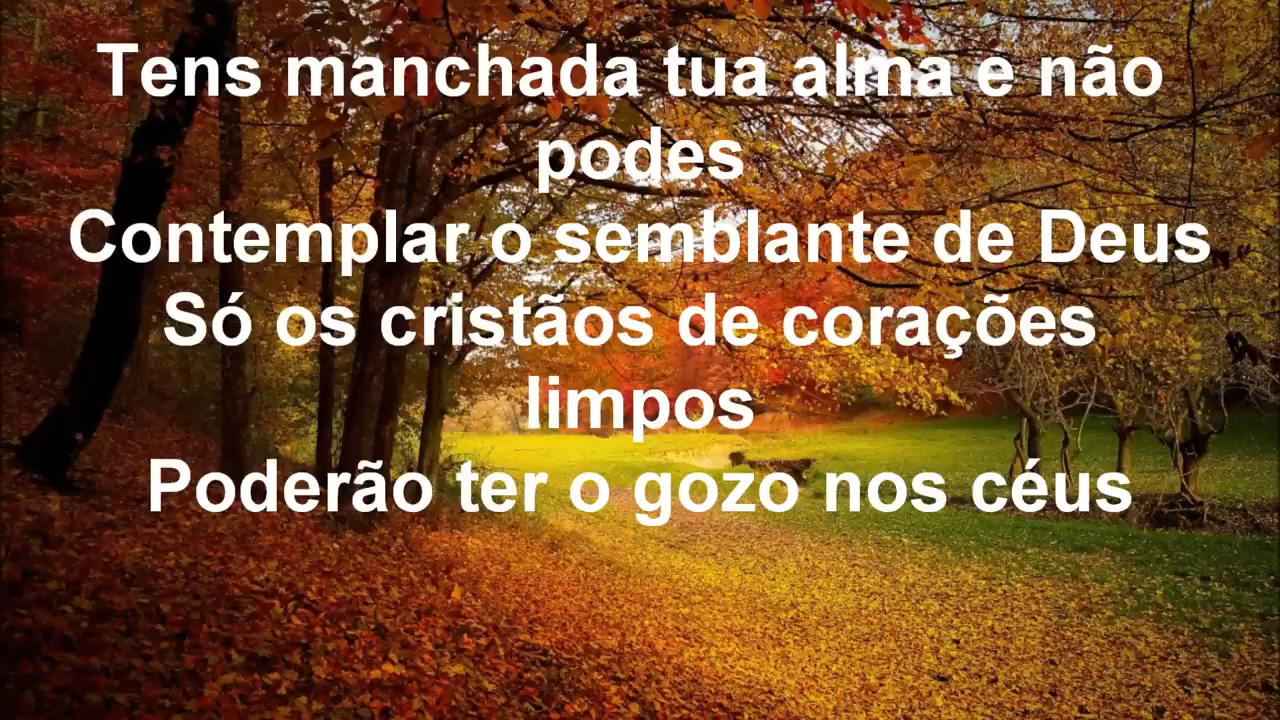 Tens manchada tua alma e não
podes
Contemplar o semblante de Deus
Só os cristãos de corações
limpos
Poderão ter o gozo nos céus